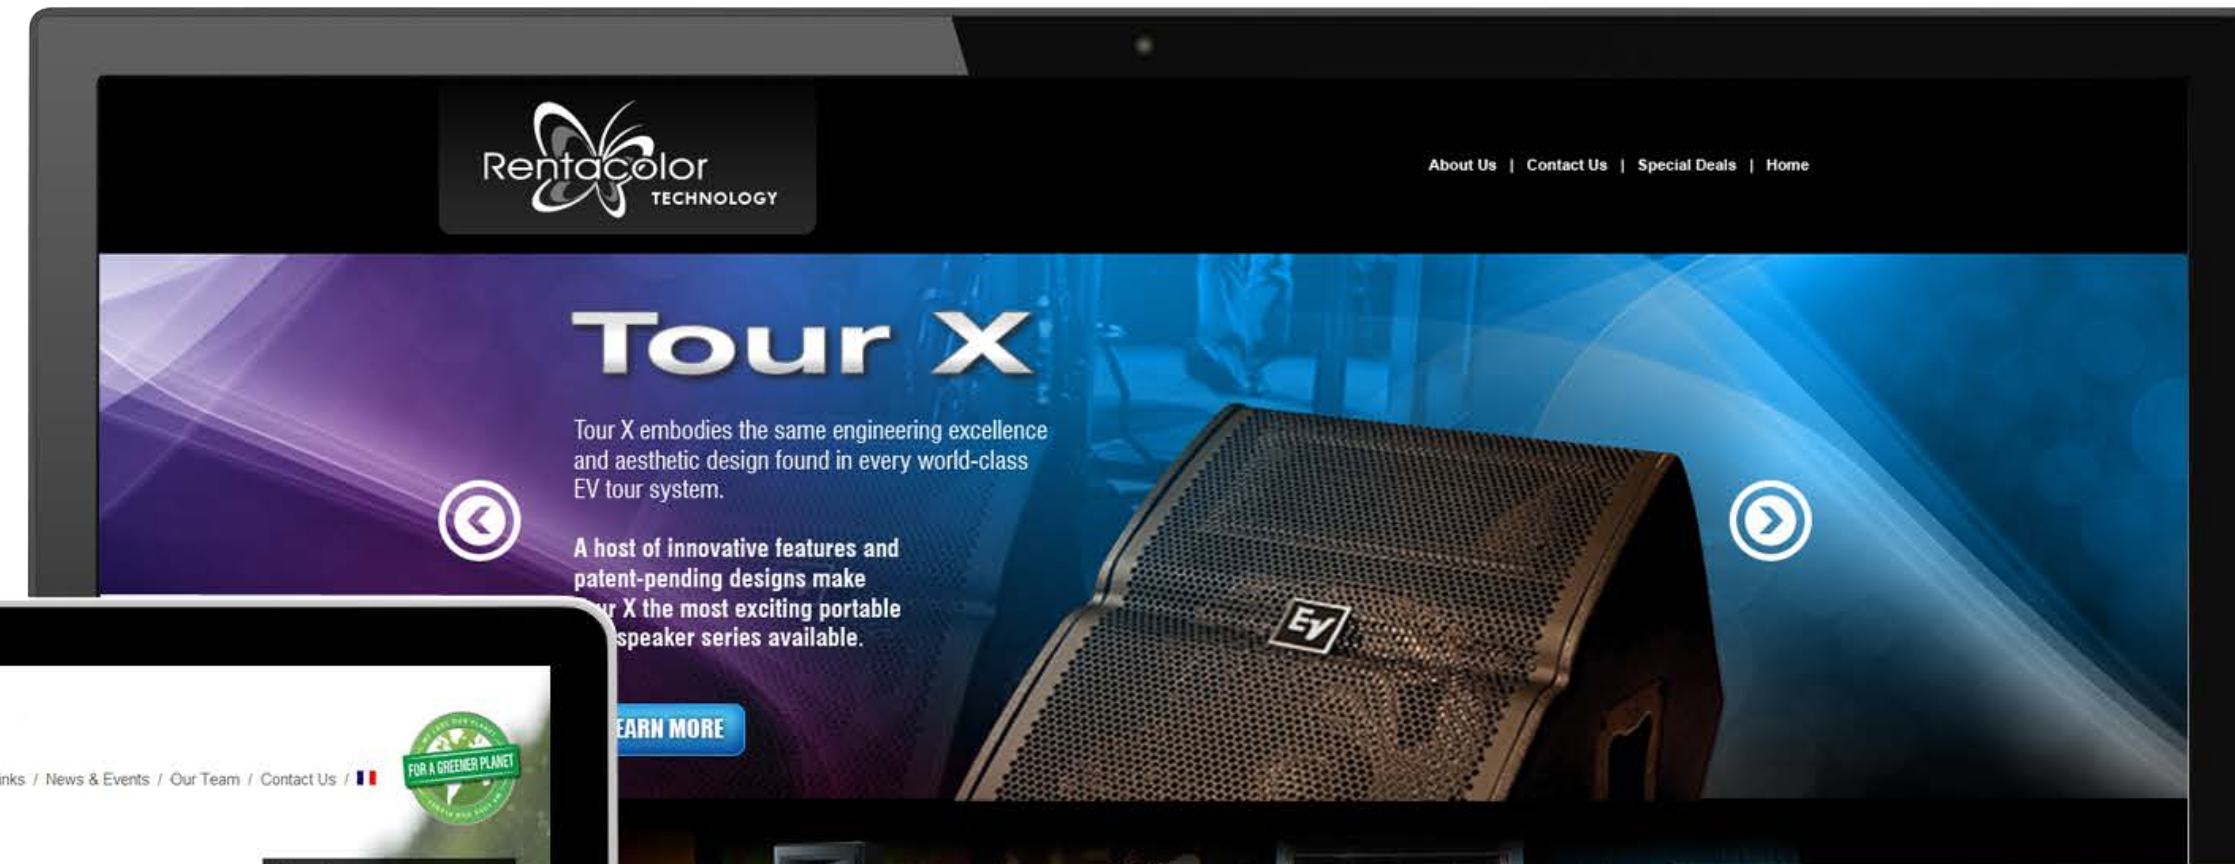 Rentacolor
TECHNOLOGY
About Us | Contact Us | Special Deals | Home
Tour X
Tour X embodies the same engineering excellence
and aesthetic design found in every world-class
EV tour system.
A host of innovative features and
patent-pending designs make
X the most exciting portable
speaker series available.
EV
MORE
/ News & Events / Our Team / Contact Us /
FOR A GREENER PLANET